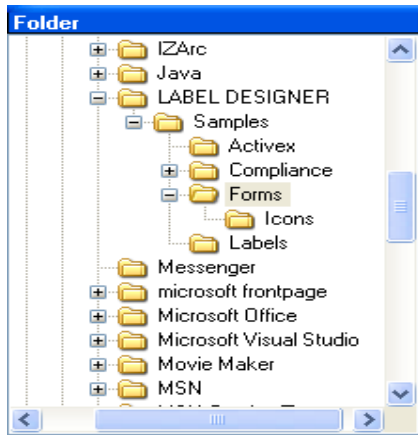 Folder
IZArc
Java
LABEL DESIGNER
Samples
Activex
Compliance
Forms
Icons
Labels
Messenger
microsoft frontpage
Microsoft Office
Microsoft Visual Studio
Movie Maker
MSN